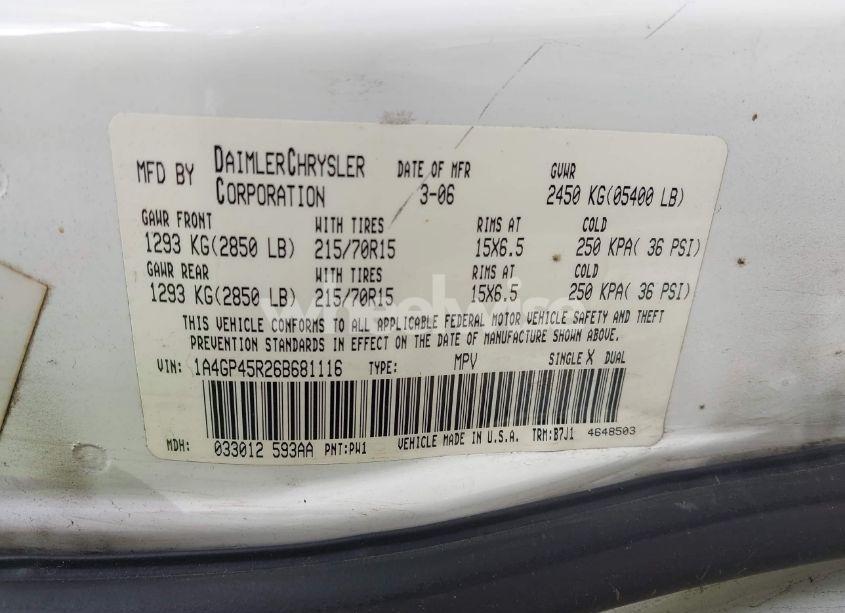 MFD BY DAIMLERCHRYSLER CORPORATION DATE OF MFR 3-06 GVWR 2450 KG(05400 LB)
GAWR FRONT WITH TIRES RIMS AT COLD
1293 KG(2850 LB) 215/70R15 15X6.5 250 KPA( 36 PSI)
GAWR REAR WITH TIRES RIMS AT COLD
1293 KG(2850 LB) 215/70R15 15X6.5 250 KPA( 36 PSI)
THIS VEHICLE CONFORMS TO ALL APPLICABLE FEDERAL MOTOR VEHICLE SAFETY AND THEFT
PREVENTION STANDARDS IN EFFECT ON THE DATE OF MANUFACTURE SHOWN ABOVE.
VIN: 1A4GP45R26B681116 TYPE: MPV SINGLE X DUAL
MDH: 033012 593AA PNT:PW1 VEHICLE MADE IN U.S.A. TRM:B7J1 4648503